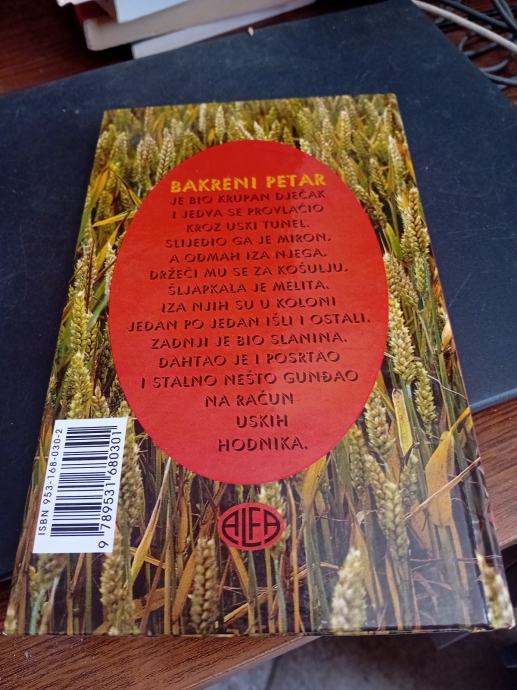 BAKRENI PETAR
JE BIO KRUPAN DJEČAK
I JEDVA SE PROVLAČIO
KROZ USKI TUNEL.
SLIJEDIO GA JE MIRON,
A ODMAH IZA NJEGA,
DRŽEĆI MU SE ZA KOŠULJU,
ŠLJAPKALA JE MELITA.
IZA NJIH SU U KOLONI
JEDAN PO JEDAN IŠLI I OSTALI.
ZADNJI JE BIO SLANINA.
DAHTAO JE I POSRTAO
I STALNO NEŠTO GUNĐAO
NA RAČUN
USKIH
HODNIKA.
ISBN 953-168-030-2
9 789531 680301
ALFA